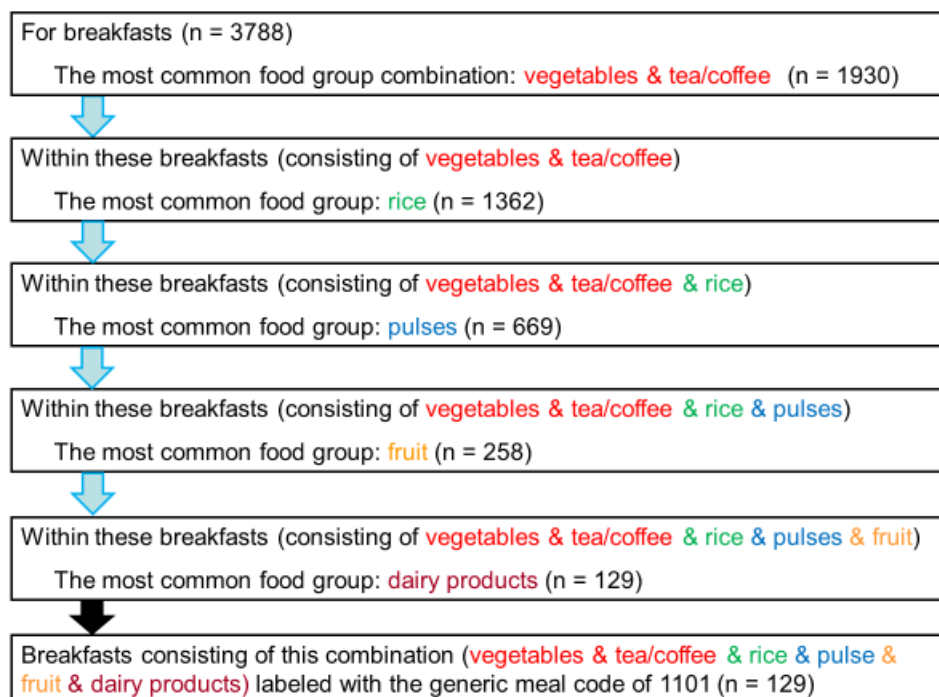 For breakfasts (n = 3788)
The most common food group combination: vegetables & tea/coffee (n = 1930)
Within these breakfasts (consisting of vegetables & tea/coffee)
The most common food group: rice (n = 1362)
Within these breakfasts (consisting of vegetables & tea/coffee & rice)
The most common food group: pulses (n = 669)
Within these breakfasts (consisting of vegetables & tea/coffee & rice & pulses)
The most common food group: fruit (n = 258)
Within these breakfasts (consisting of vegetables & tea/coffee & rice & pulses & fruit)
The most common food group: dairy products (n = 129)
Breakfasts consisting of this combination (vegetables & tea/coffee & rice & pulse &
fruit & dairy products) labeled with the generic meal code of 1101 (n = 129)